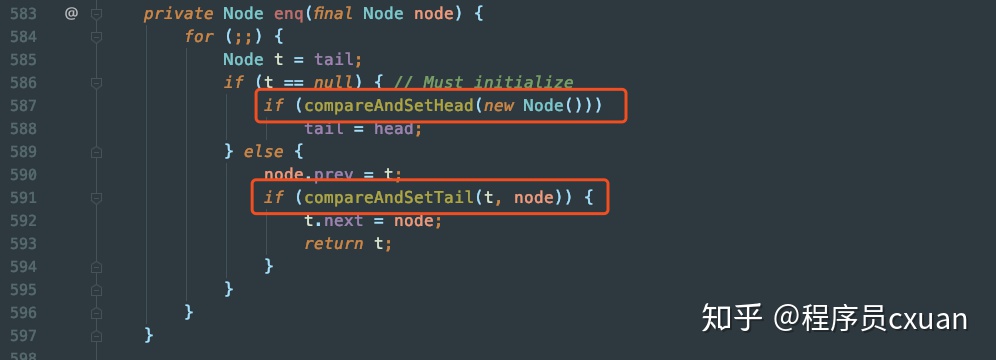 583 @ private Node enq(final Node node) {
584 for (;;) {
585 Node t = tail;
586 if (t == null) { // Must initialize
587 if (compareAndSetHead(new Node()))
588 tail = head;
589 } else {
590 node.prev = t;
591 if (compareAndSetTail(t, node)) {
592 t.next = node;
593 return t;
594 }
595 }
596 }
597 }
598
知乎 @程序员cxuan